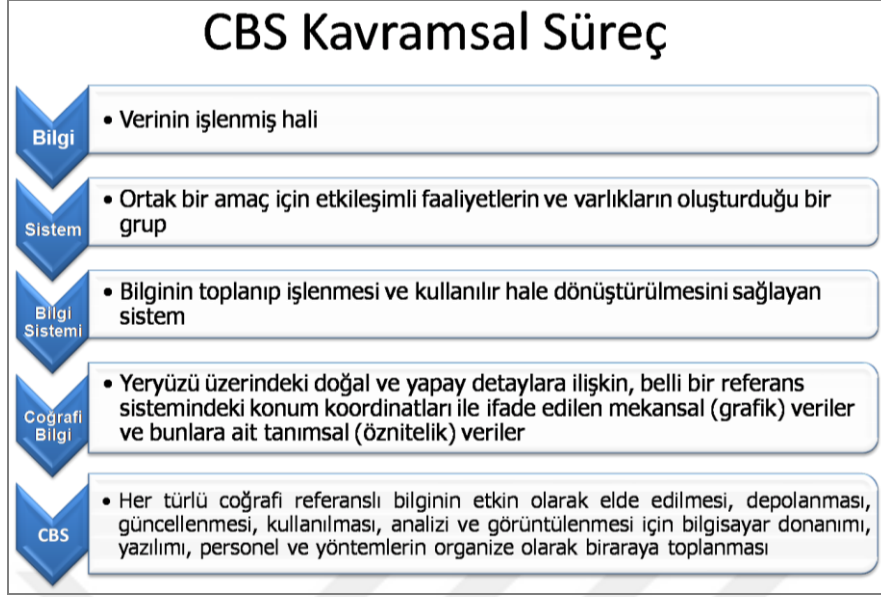 CBS Kavramsal Süreç
Bilgi
• Verinin işlenmiş hali
Sistem
• Ortak bir amaç için etkileşimli faaliyetlerin ve varlıkların oluşturduğu bir
grup
Bilgi
Sistemi
• Bilginin toplanıp işlenmesi ve kullanılır hale dönüştürülmesini sağlayan
sistem
Coğrafi
Bilgi
• Yeryüzü üzerindeki doğal ve yapay detaylara ilişkin, belli bir referans
sistemindeki konum koordinatları ile ifade edilen mekansal (grafik) veriler
ve bunlara ait tanımsal (öznitelik) veriler
CBS
• Her türlü coğrafi referanslı bilginin etkin olarak elde edilmesi, depolanması,
güncellenmesi, kullanılması, analizi ve görüntülenmesi için bilgisayar donanımı,
yazılımı, personel ve yöntemlerin organize olarak biraraya toplanması